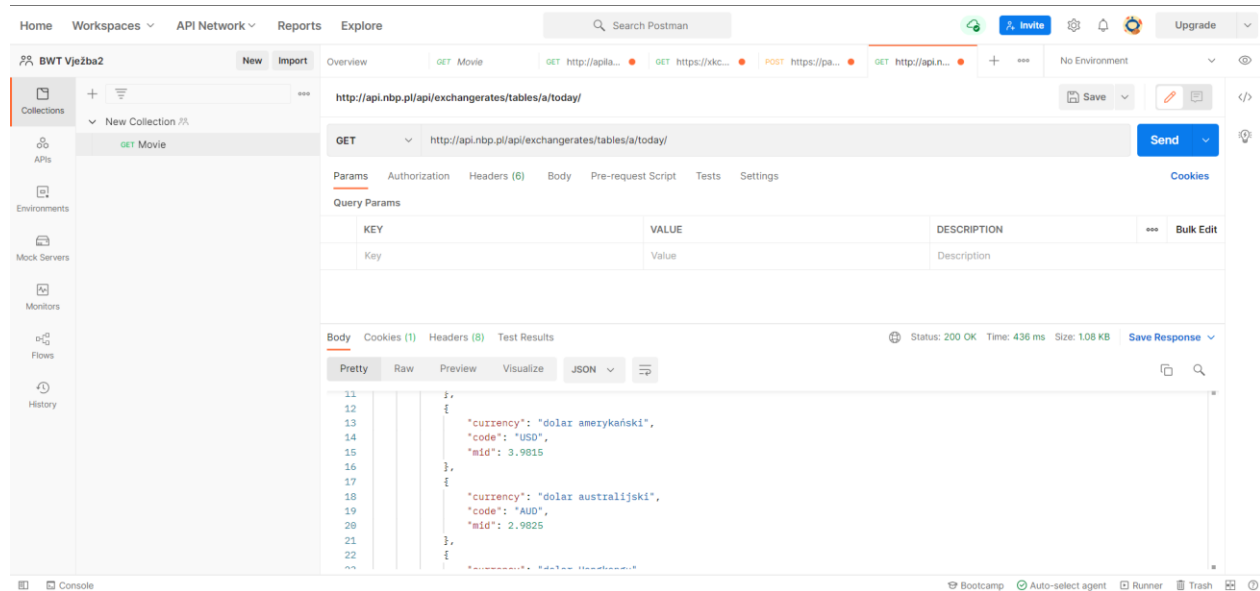 Home Workspaces API Network Reports Explore Search Postman Invite Upgrade
BWT Vježba2 New Import Overview GET Movie GET http://apila... GET https://xkc... POST https://pa... GET http://api.n... No Environment
Collections
APIs
Environments
Mock Servers
Monitors
Flows
History
New Collection
GET Movie
http://api.nbp.pl/api/exchangerates/tables/a/today/ Save
GET http://api.nbp.pl/api/exchangerates/tables/a/today/ Send
Params Authorization Headers (6) Body Pre-request Script Tests Settings Cookies
Query Params
KEY VALUE DESCRIPTION Bulk Edit
Key Value Description
Body Cookies (1) Headers (8) Test Results Status: 200 OK Time: 436 ms Size: 1.08 KB Save Response
Pretty Raw Preview Visualize JSON
11 },
12 {
13 "currency": "dolar amerykański",
14 "code": "USD",
15 "mid": 3.9815
16 },
17 {
18 "currency": "dolar australijski",
19 "code": "AUD",
20 "mid": 2.9825
21 },
22 {
Console Bootcamp Auto-select agent Runner Trash